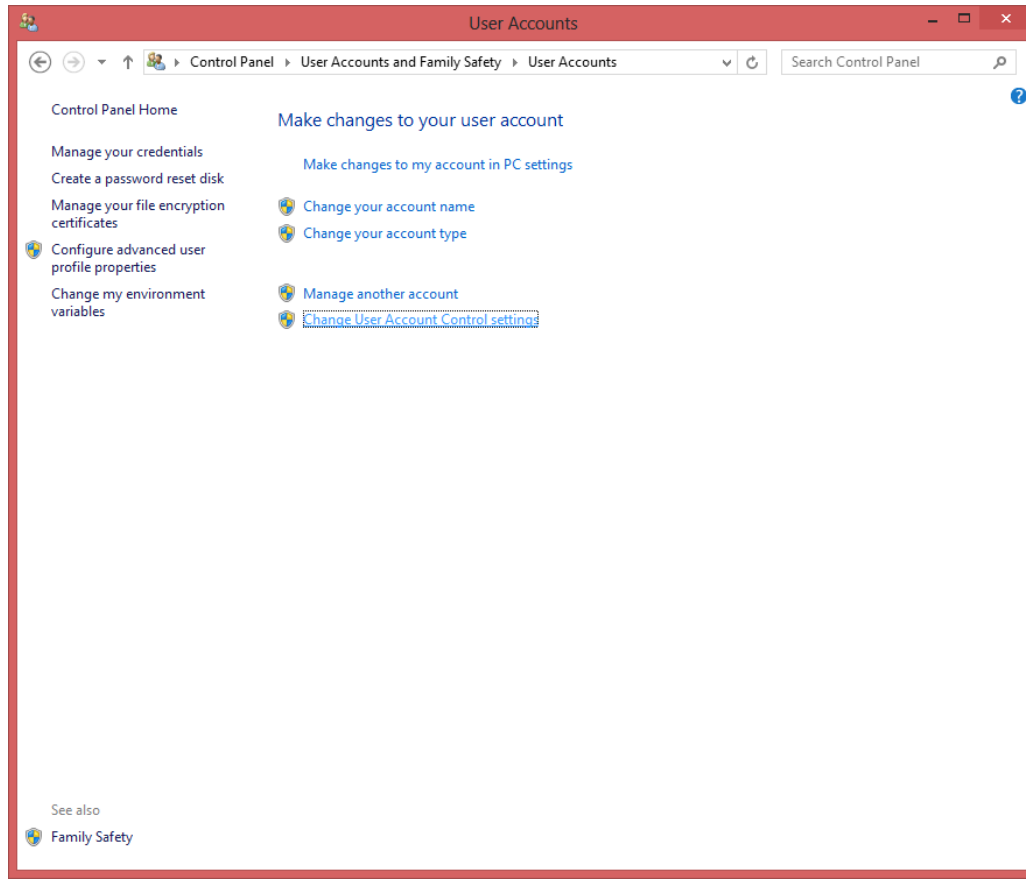 User Accounts
Control Panel User Accounts and Family Safety User Accounts
Search Control Panel
Control Panel Home
Manage your credentials
Create a password reset disk
Manage your file encryption
certificates
Configure advanced user
profile properties
Change my environment
variables
Make changes to your user account
Make changes to my account in PC settings
Change your account name
Change your account type
Manage another account
Change User Account Control settings
See also
Family Safety